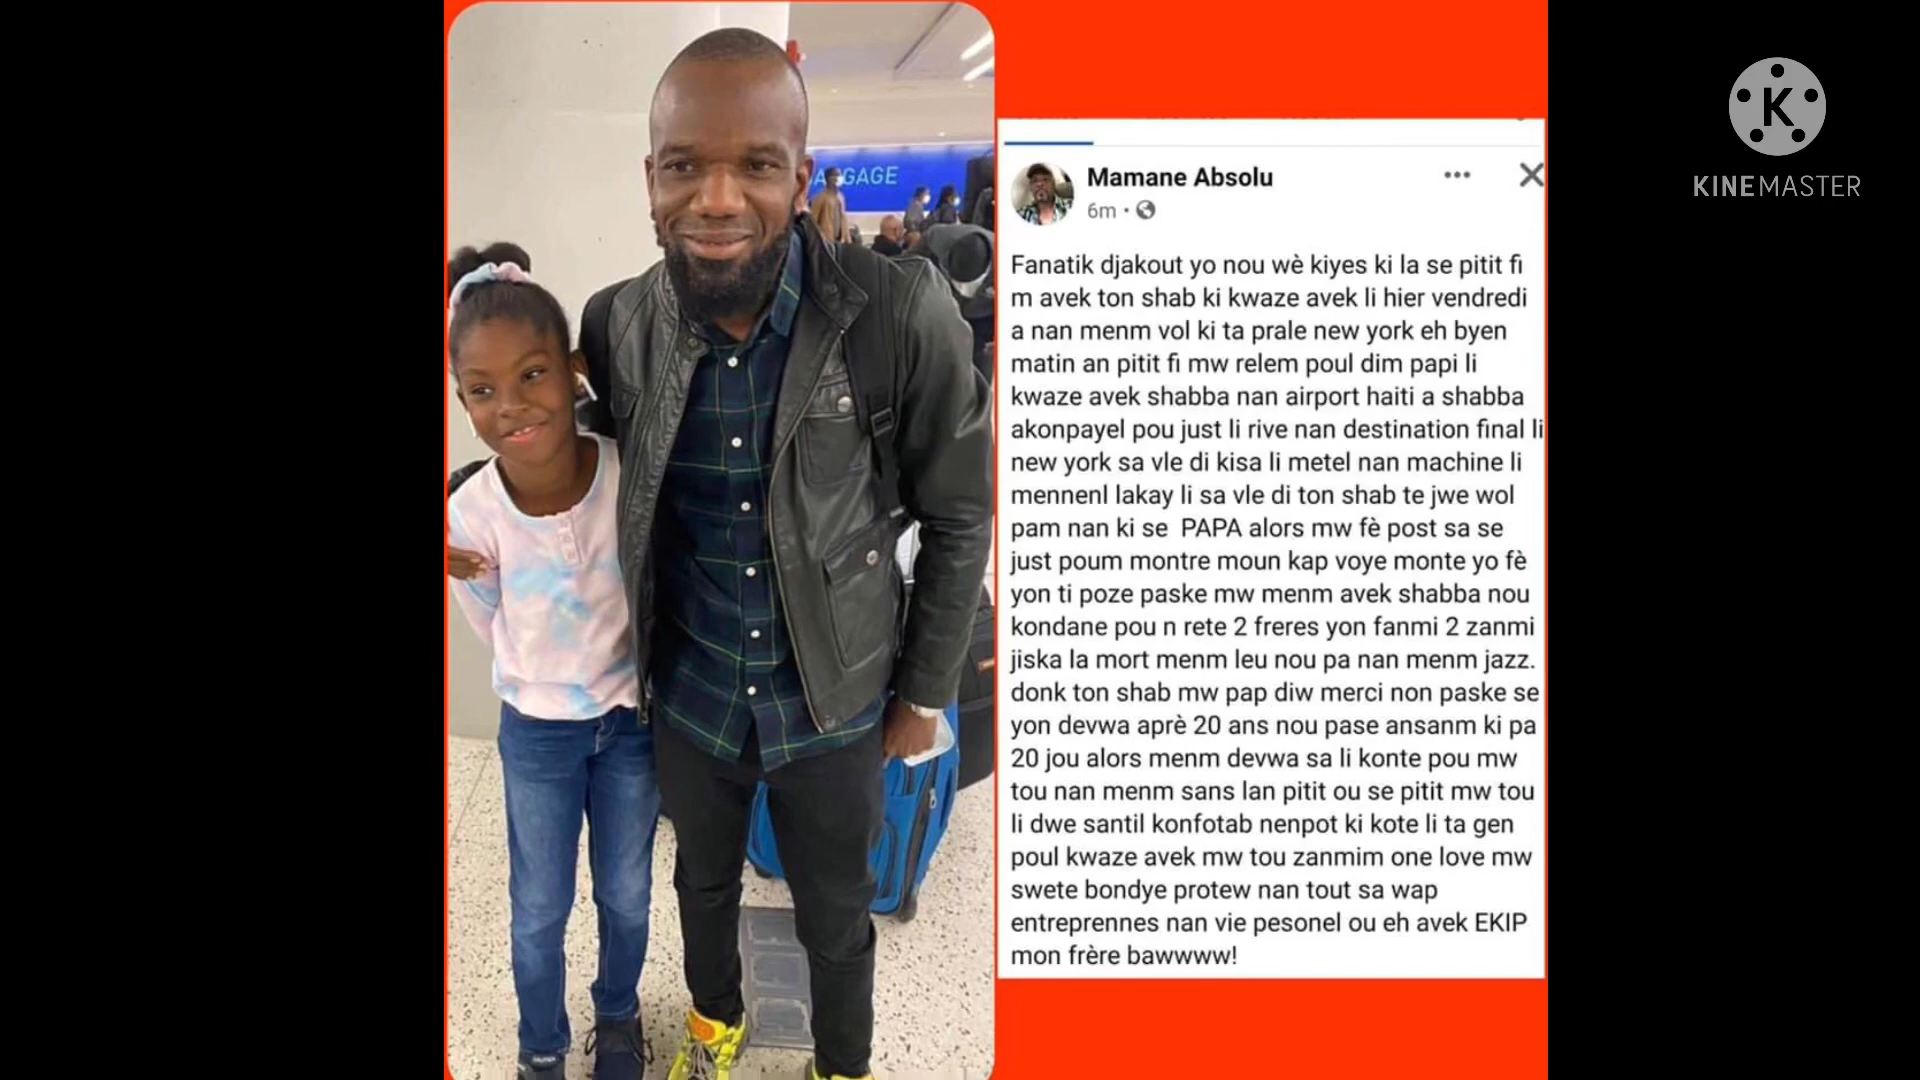 BAGGAGE
K
KINEMASTER
Mamane Absolu
6m
Fanatik djakout yo nou wè kiyes ki la se pitit fi
m avek ton shab ki kwaze avek li hier vendredi
a nan menm vol ki ta prale new york eh byen
matin an pitit fi mw relem poul dim papi li
kwaze avek shabba nan airport haiti a shabba
akonpayel pou just li rive nan destination final li
new york sa vle di kisa li metel nan machine li
mennenl lakay li sa vle di ton shab te jwe wol
pam nan ki se PAPA alors mw fè post sa se
just poum montre moun kap voye monte yo fè
yon ti poze paske mw menm avek shabba nou
kondane pou n rete 2 freres yon fanmi 2 zanmi
jiska la mort menm leu nou pa nan menm jazz.
donk ton shab mw pap diw merci non paske se
yon devwa aprè 20 ans nou pase ansanm ki pa
20 jou alors menm devwa sa li konte pou mw
tou nan menm sans lan pitit ou se pitit mw tou
li dwe santil konfotab nenpot ki kote li ta gen
poul kwaze avek mw tou zanmim one love mw
swete bondye protew nan tout sa wap
entreprennes nan vie pesonel ou eh avek EKIP
mon frère bawwww!